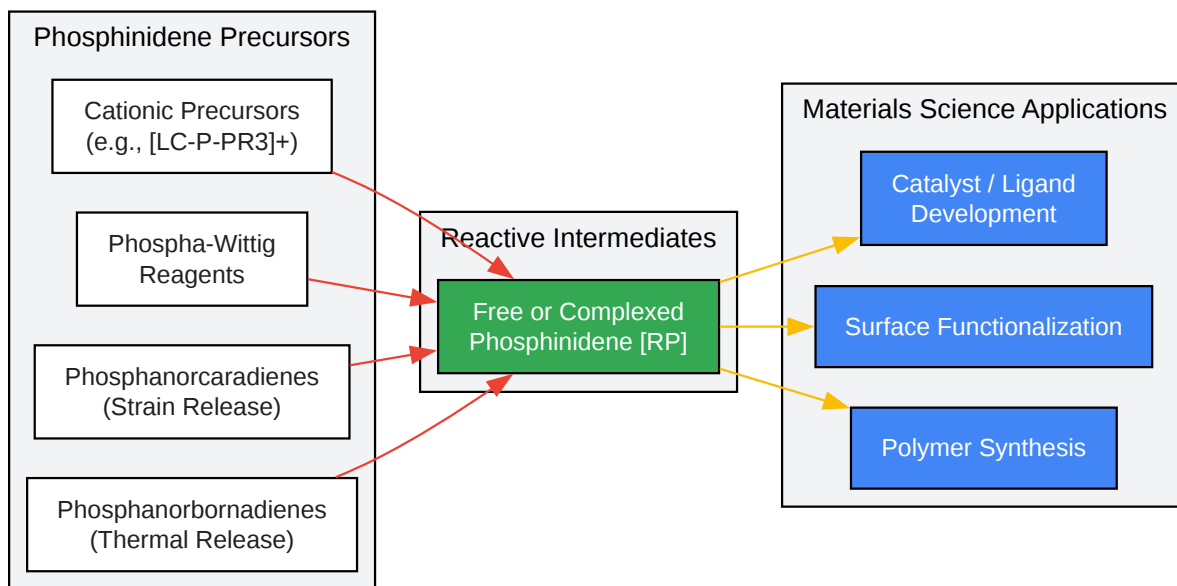 Phosphinidene Precursors
Cationic Precursors
(e.g., [LC-P-PR3]+)
Phospha-Wittig
Reagents
Phosphanorcaradienes
(Strain Release)
Phosphanorbornadienes
(Thermal Release)
Reactive Intermediates
Free or Complexed
Phosphinidene [RP]
Materials Science Applications
Catalyst / Ligand
Development
Surface Functionalization
Polymer Synthesis